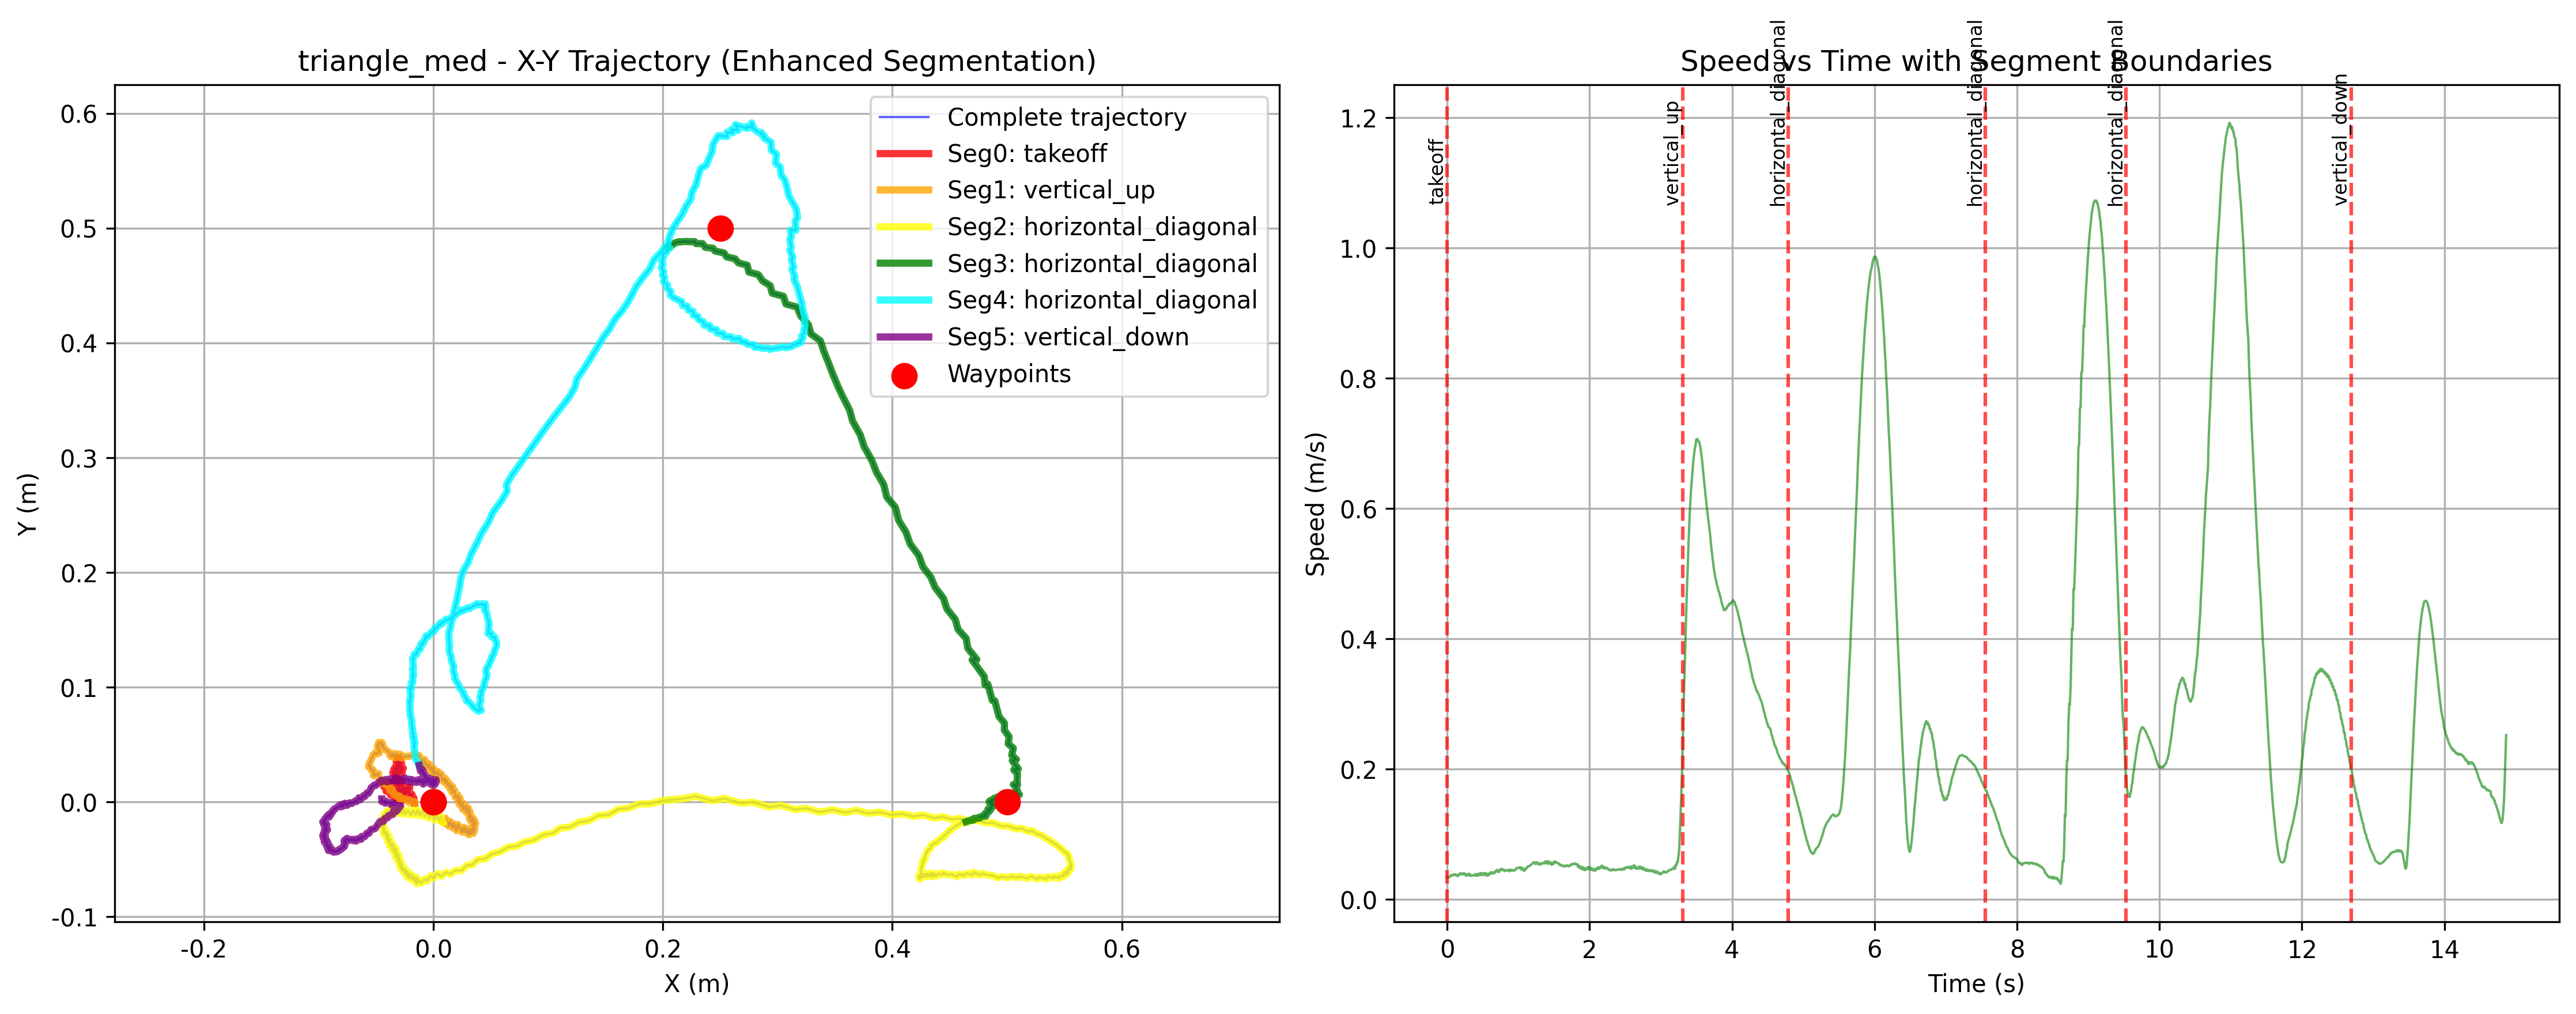 triangle_med - X-Y Trajectory (Enhanced Segmentation)
0.6
0.5
0.4
0.3
0.2
0.1
0.0
-0.1
Y (m)
-0.2
0.0
0.2
0.4
0.6
X (m)
Complete trajectory
Seg0: takeoff
Seg1: vertical_up
Seg2: horizontal_diagonal
Seg3: horizontal_diagonal
Seg4: horizontal_diagonal
Seg5: vertical_down
Waypoints
Speed vs Time with Segment Boundaries
takeoff
vertical_up
horizontal_diagonal
horizontal_diagonal
horizontal_diagonal
vertical_down
1.2
1.0
0.8
0.6
0.4
0.2
0.0
Speed (m/s)
0
2
4
6
8
10
12
14
Time (s)